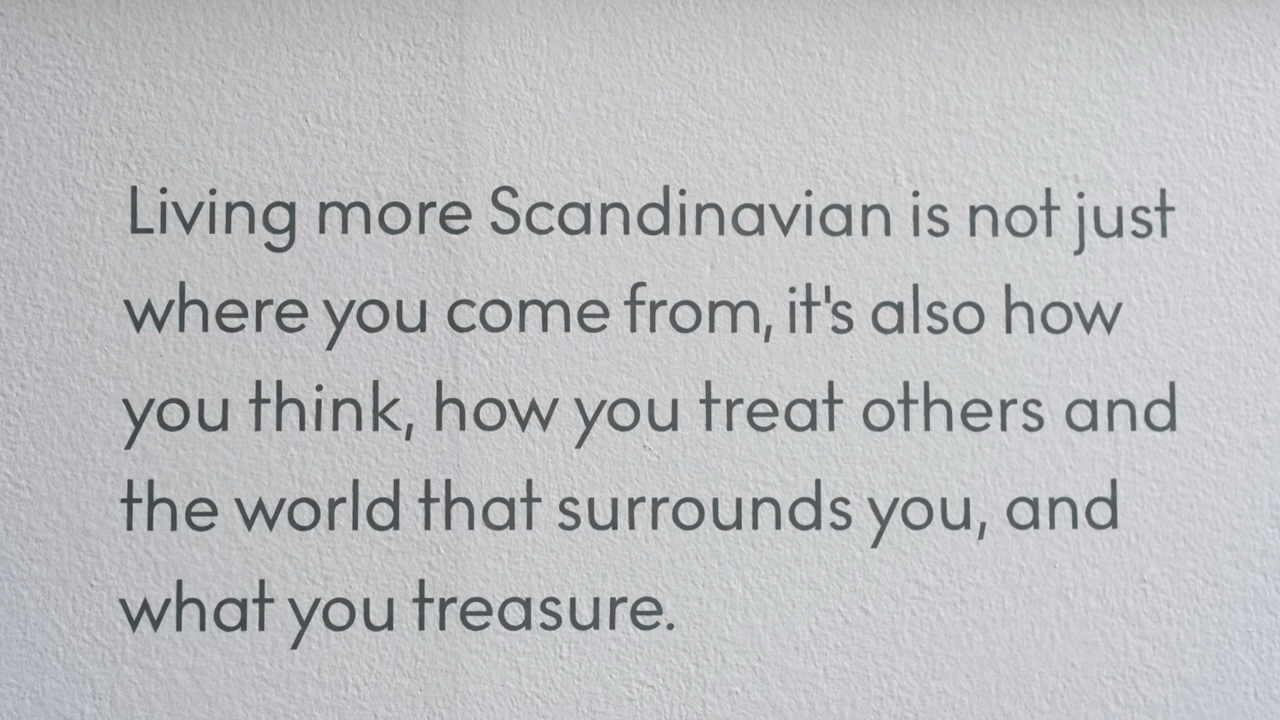 Living more Scandinavian is not just
where you come from, it's also how
you think, how you treat others and
the world that surrounds you, and
what you treasure.